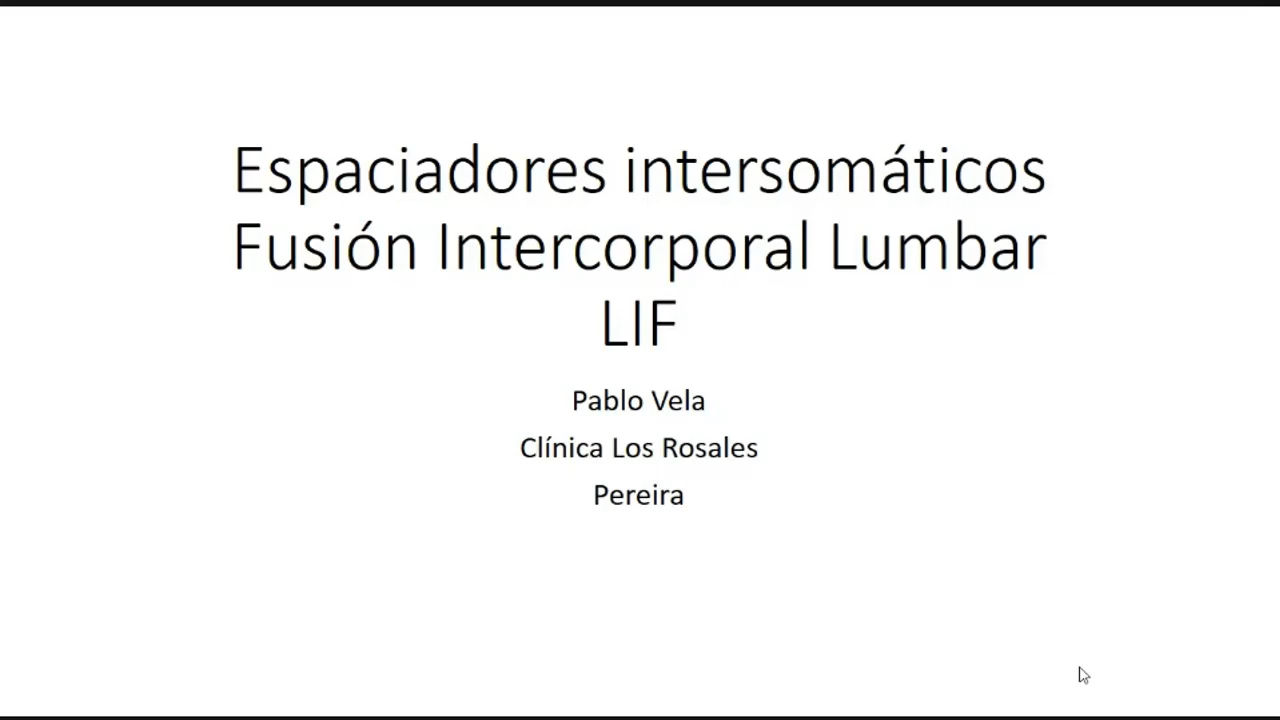 Espaciadores intersomáticos
Fusión Intercorporal Lumbar
LIF
Pablo Vela
Clínica Los Rosales
Pereira